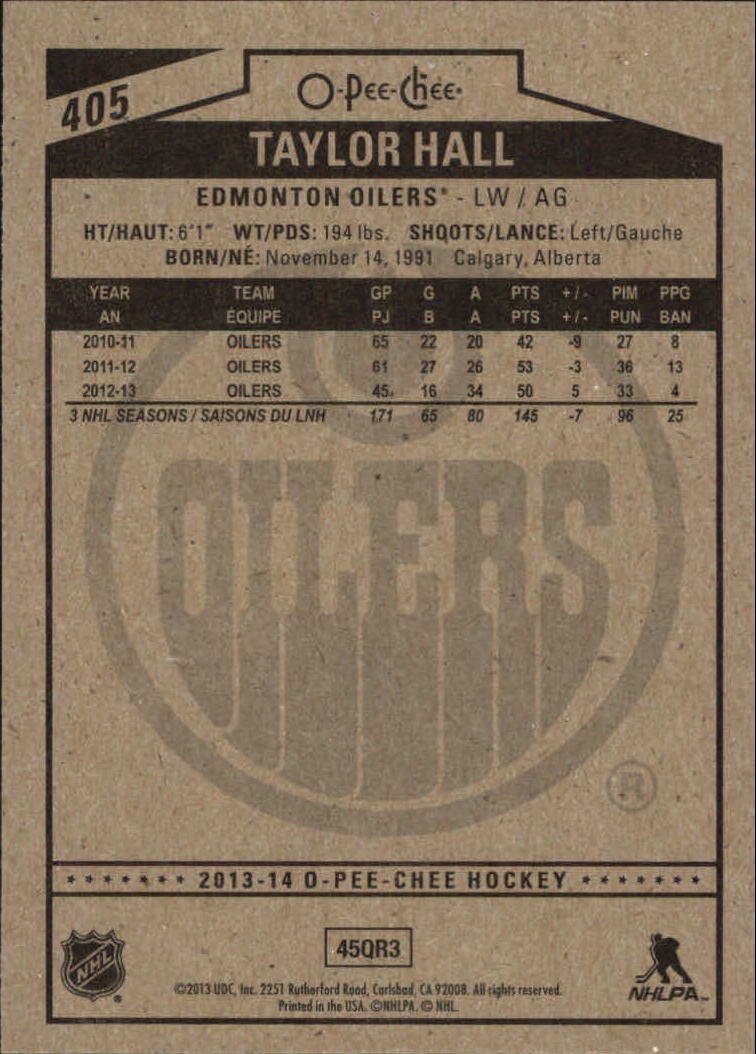 405
O-Pee-Chee
TAYLOR HALL
EDMONTON OILERS® - LW / AG
HT/HAUT: 6'1" WT/PDS: 194 lbs. SHOOTS/LANCE: Left/Gauche
BORN/NÉ: November 14, 1991 Calgary, Alberta
YEAR TEAM GP G A PTS +/- PIM PPG
AN ÉQUIPE PJ B A PTS +/- PUN BAN
2010-11 OILERS 65 22 20 42 -9 27 8
2011-12 OILERS 61 27 26 53 -3 36 13
2012-13 OILERS 45 16 34 50 5 33 4
3 NHL SEASONS / SAISONS DU LNH 171 65 80 145 -7 96 25
OILERS
®
******* 2013-14 O-PEE-CHEE HOCKEY *******
NHL
45QR3
©2013 UDC, Inc. 2251 Rutherford Road, Carlsbad, CA 92008. All rights reserved.
Printed in the USA. ©NHLPA. © NHL.
NHLPA™